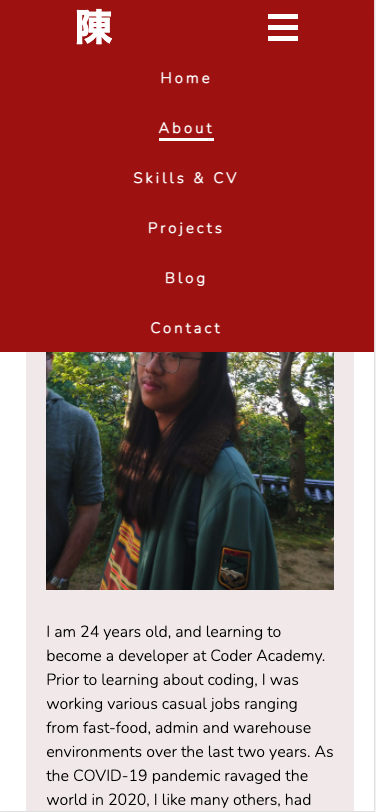 陳
Home
About
Skills & CV
Projects
Blog
Contact
I am 24 years old, and learning to
become a developer at Coder Academy.
Prior to learning about coding, I was
working various casual jobs ranging
from fast-food, admin and warehouse
environments over the last two years. As
the COVID-19 pandemic ravaged the
world in 2020, I like many others, had